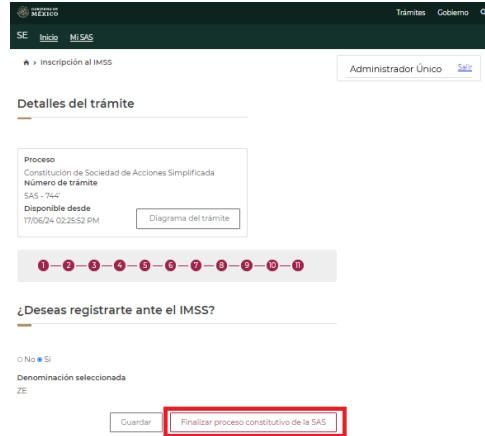 GOBIERNO DE
MÉXICO
Trámites Gobierno
SE Inicio Mi SAS
> Inscripción al IMSS
Administrador Único Salir
Detalles del trámite
Proceso
Constitución de Sociedad de Acciones Simplificada
Número de trámite
SAS - 744'
Disponible desde
17/06/24 02:25:52 PM
Diagrama del trámite
1 2 3 4 5 6 7 8 9 10 11
¿Deseas registrarte ante el IMSS?
No Si
Denominación seleccionada
ZE
Guardar Finalizar proceso constitutivo de la SAS